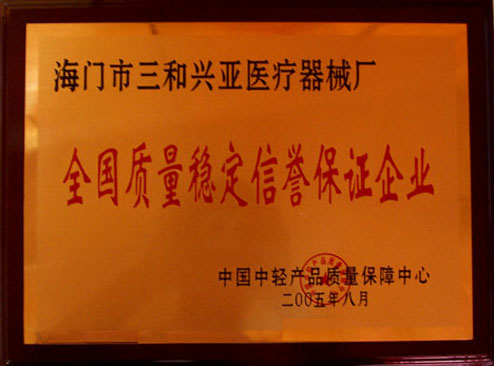 海门市三和兴亚医疗器械厂
全国质量稳定信誉保证企业
中国中轻产品质量保障中心
二00五年八月